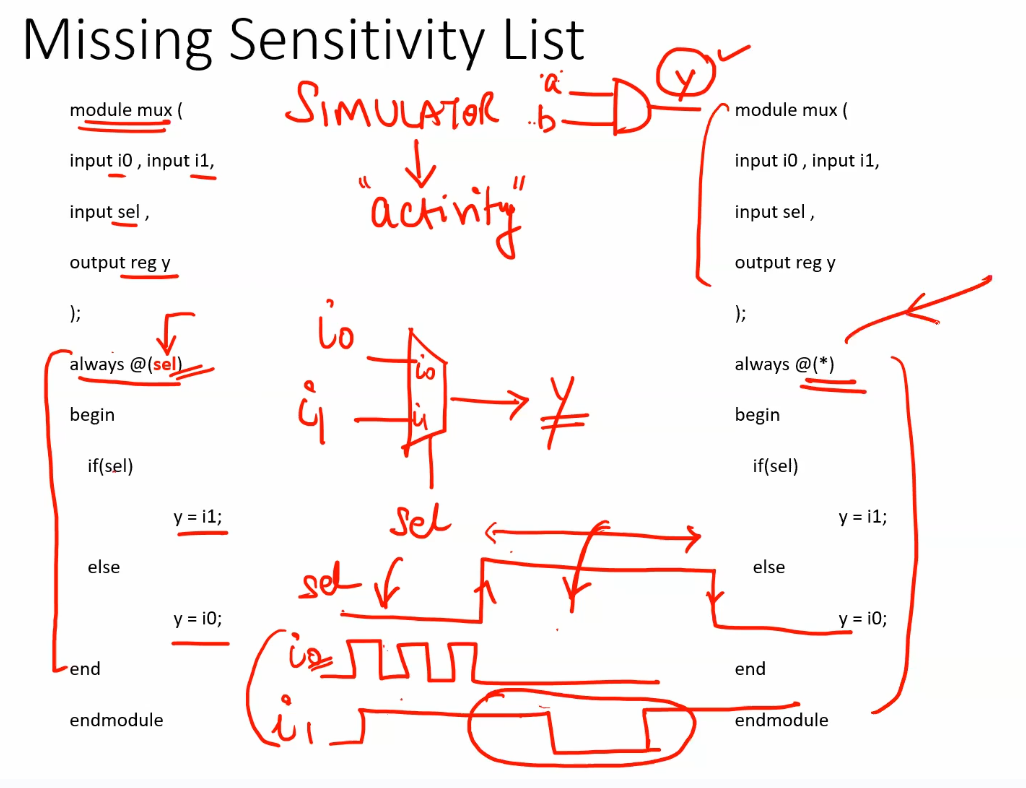 Missing Sensitivity List
module mux (
input i0 , input i1,
input sel ,
output reg y
);
always @(sel)
begin
if(sel)
y = i1;
else
y = i0;
end
endmodule
SIMULATOR
"activity"
a
b
y
i0
i1
i0
i1
y
sel
sel
i0
i1
module mux (
input i0 , input i1,
input sel ,
output reg y
);
always @(*)
begin
if(sel)
y = i1;
else
y = i0;
end
endmodule